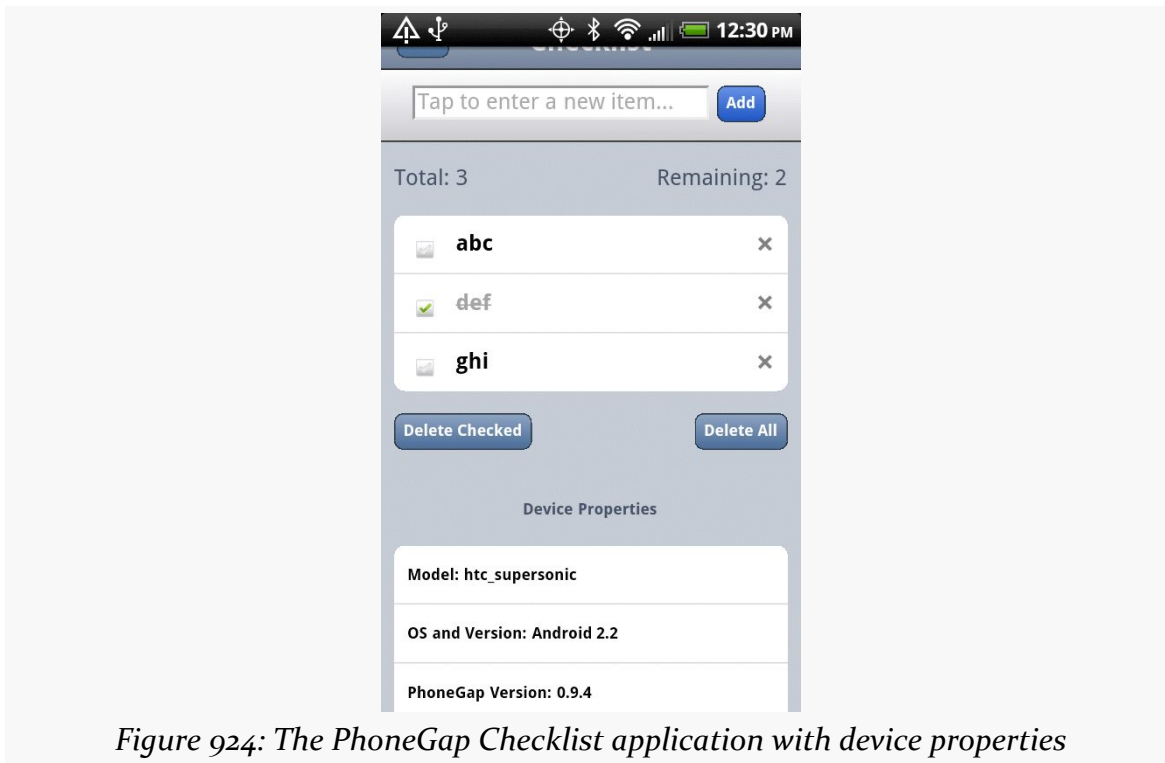 12:30 PM
Checklist
Tap to enter a new item...
Add
Total: 3
Remaining: 2
abc
def
ghi
Delete Checked
Delete All
Device Properties
Model: htc_supersonic
OS and Version: Android 2.2
PhoneGap Version: 0.9.4
Figure 924: The PhoneGap Checklist application with device properties